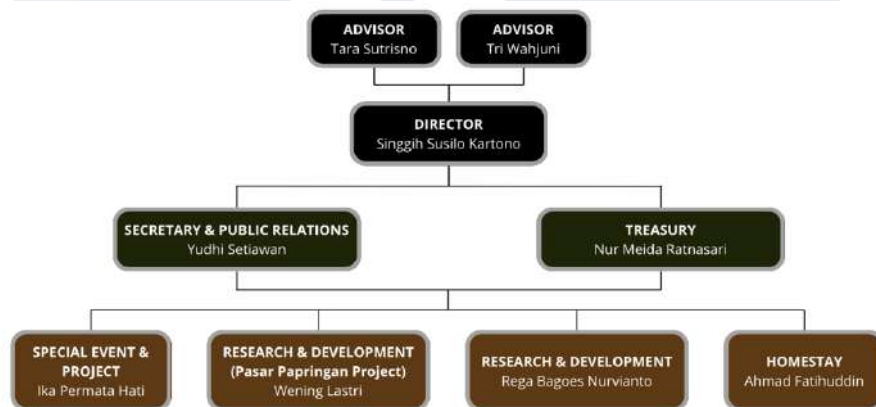 ADVISOR
Tara Sutrisno
ADVISOR
Tri Wahjuni
DIRECTOR
Singgih Susilo Kartono
SECRETARY & PUBLIC RELATIONS
Yudhi Setiawan
TREASURY
Nur Meida Ratnasari
SPECIAL EVENT &
PROJECT
Ika Permata Hati
RESEARCH & DEVELOPMENT
(Pasar Papringan Project)
Wening Lastri
RESEARCH & DEVELOPMENT
Rega Bagoes Nurvianto
HOMESTAY
Ahmad Fatihuddin